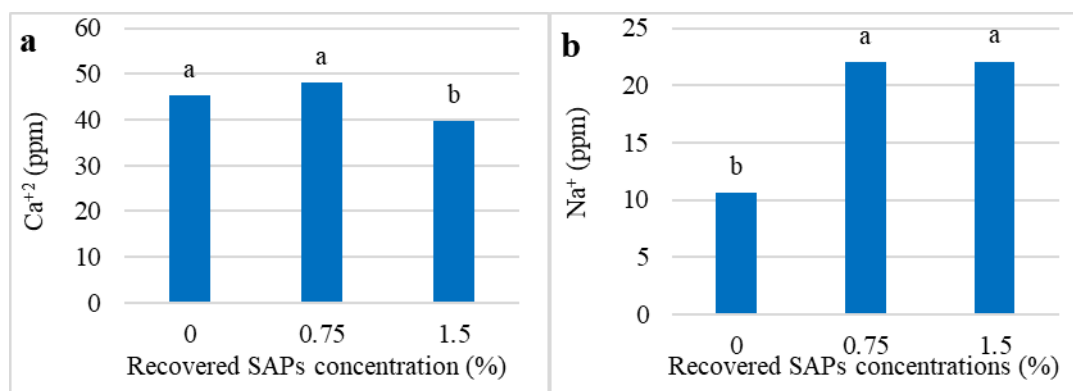 a
60
50
40
30
20
10
0
Ca⁺² (ppm)
a
a
b
0 0.75 1.5
Recovered SAPs concentration (%)
b
25
20
15
10
5
0
Na⁺ (ppm)
b
a
a
0 0.75 1.5
Recovered SAPs concentrations (%)